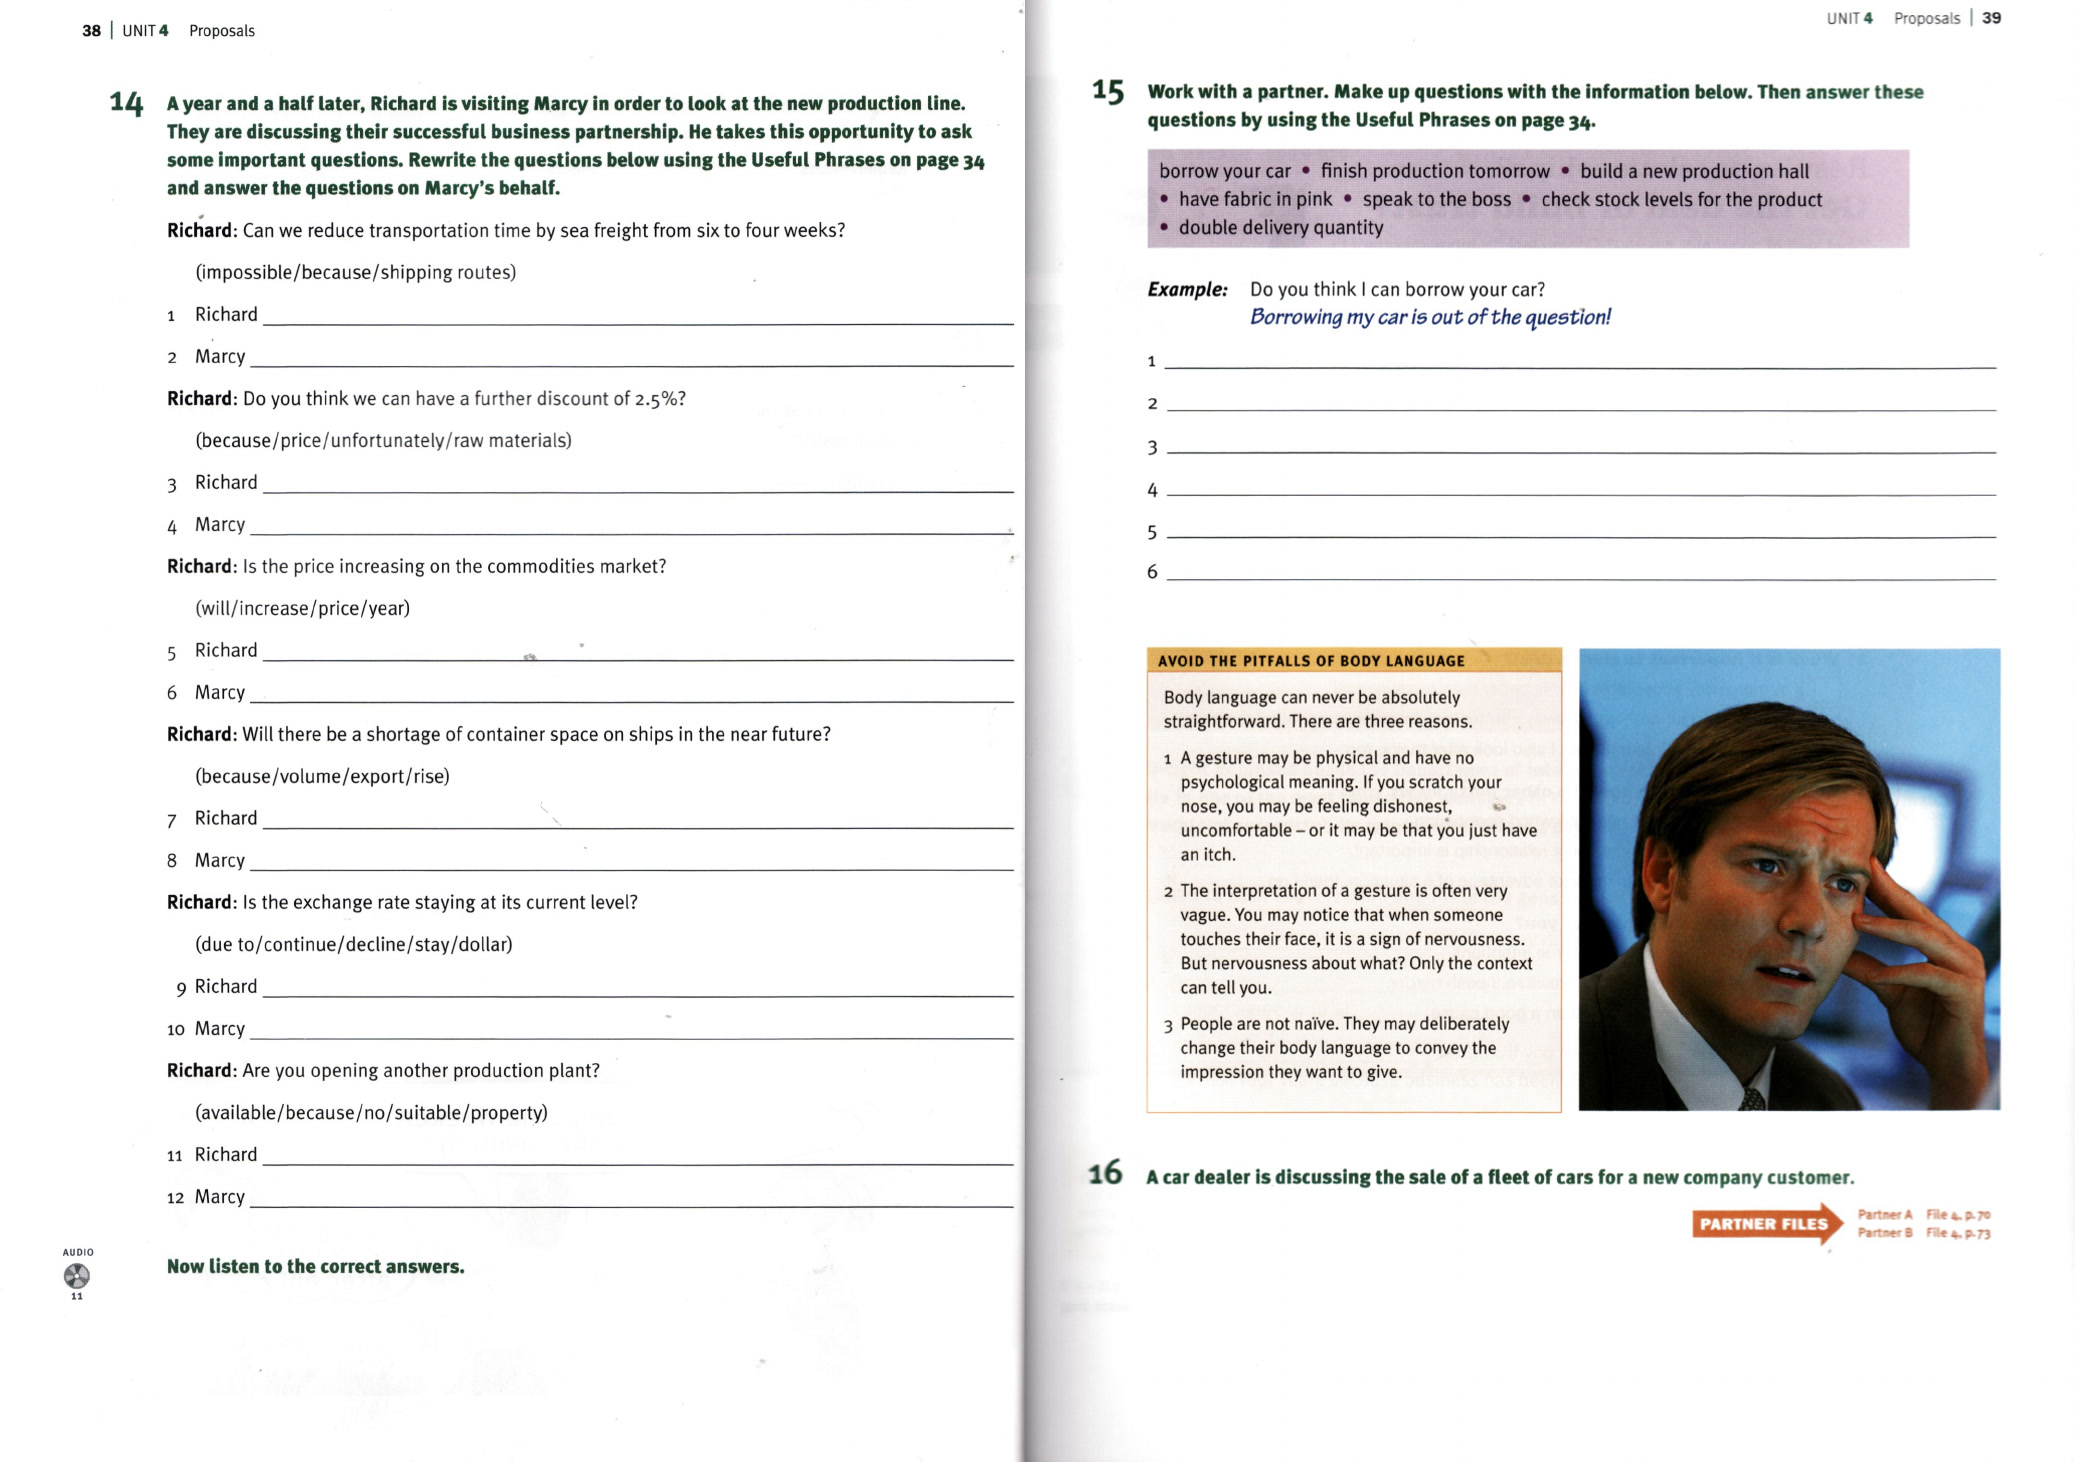 38 | UNIT 4 Proposals
14 A year and a half later, Richard is visiting Marcy in order to look at the new production line.
They are discussing their successful business partnership. He takes this opportunity to ask
some important questions. Rewrite the questions below using the Useful Phrases on page 34
and answer the questions on Marcy's behalf.
Richard: Can we reduce transportation time by sea freight from six to four weeks?
(impossible/because/shipping routes)
1 Richard
2 Marcy
Richard: Do you think we can have a further discount of 2.5%?
(because/price/unfortunately/raw materials)
3 Richard
4 Marcy
Richard: Is the price increasing on the commodities market?
(will/increase/price/year)
5 Richard
6 Marcy
Richard: Will there be a shortage of container space on ships in the near future?
(because/volume/export/rise)
7 Richard
8 Marcy
Richard: Is the exchange rate staying at its current level?
(due to/continue/decline/stay/dollar)
9 Richard
10 Marcy
Richard: Are you opening another production plant?
(available/because/no/suitable/property)
11 Richard
12 Marcy
AUDIO
11
Now listen to the correct answers.
UNIT 4 Proposals | 39
15 Work with a partner. Make up questions with the information below. Then answer these
questions by using the Useful Phrases on page 34.
borrow your car • finish production tomorrow • build a new production hall
• have fabric in pink • speak to the boss • check stock levels for the product
• double delivery quantity
Example: Do you think I can borrow your car?
Borrowing my car is out of the question!
1
2
3
4
5
6
AVOID THE PITFALLS OF BODY LANGUAGE
Body language can never be absolutely
straightforward. There are three reasons.
1 A gesture may be physical and have no
psychological meaning. If you scratch your
nose, you may be feeling dishonest,
uncomfortable – or it may be that you just have
an itch.
2 The interpretation of a gesture is often very
vague. You may notice that when someone
touches their face, it is a sign of nervousness.
But nervousness about what? Only the context
can tell you.
3 People are not naïve. They may deliberately
change their body language to convey the
impression they want to give.
16 A car dealer is discussing the sale of a fleet of cars for a new company customer.
PARTNER FILES
Partner A File 4, p.70
Partner B File 4, p.73